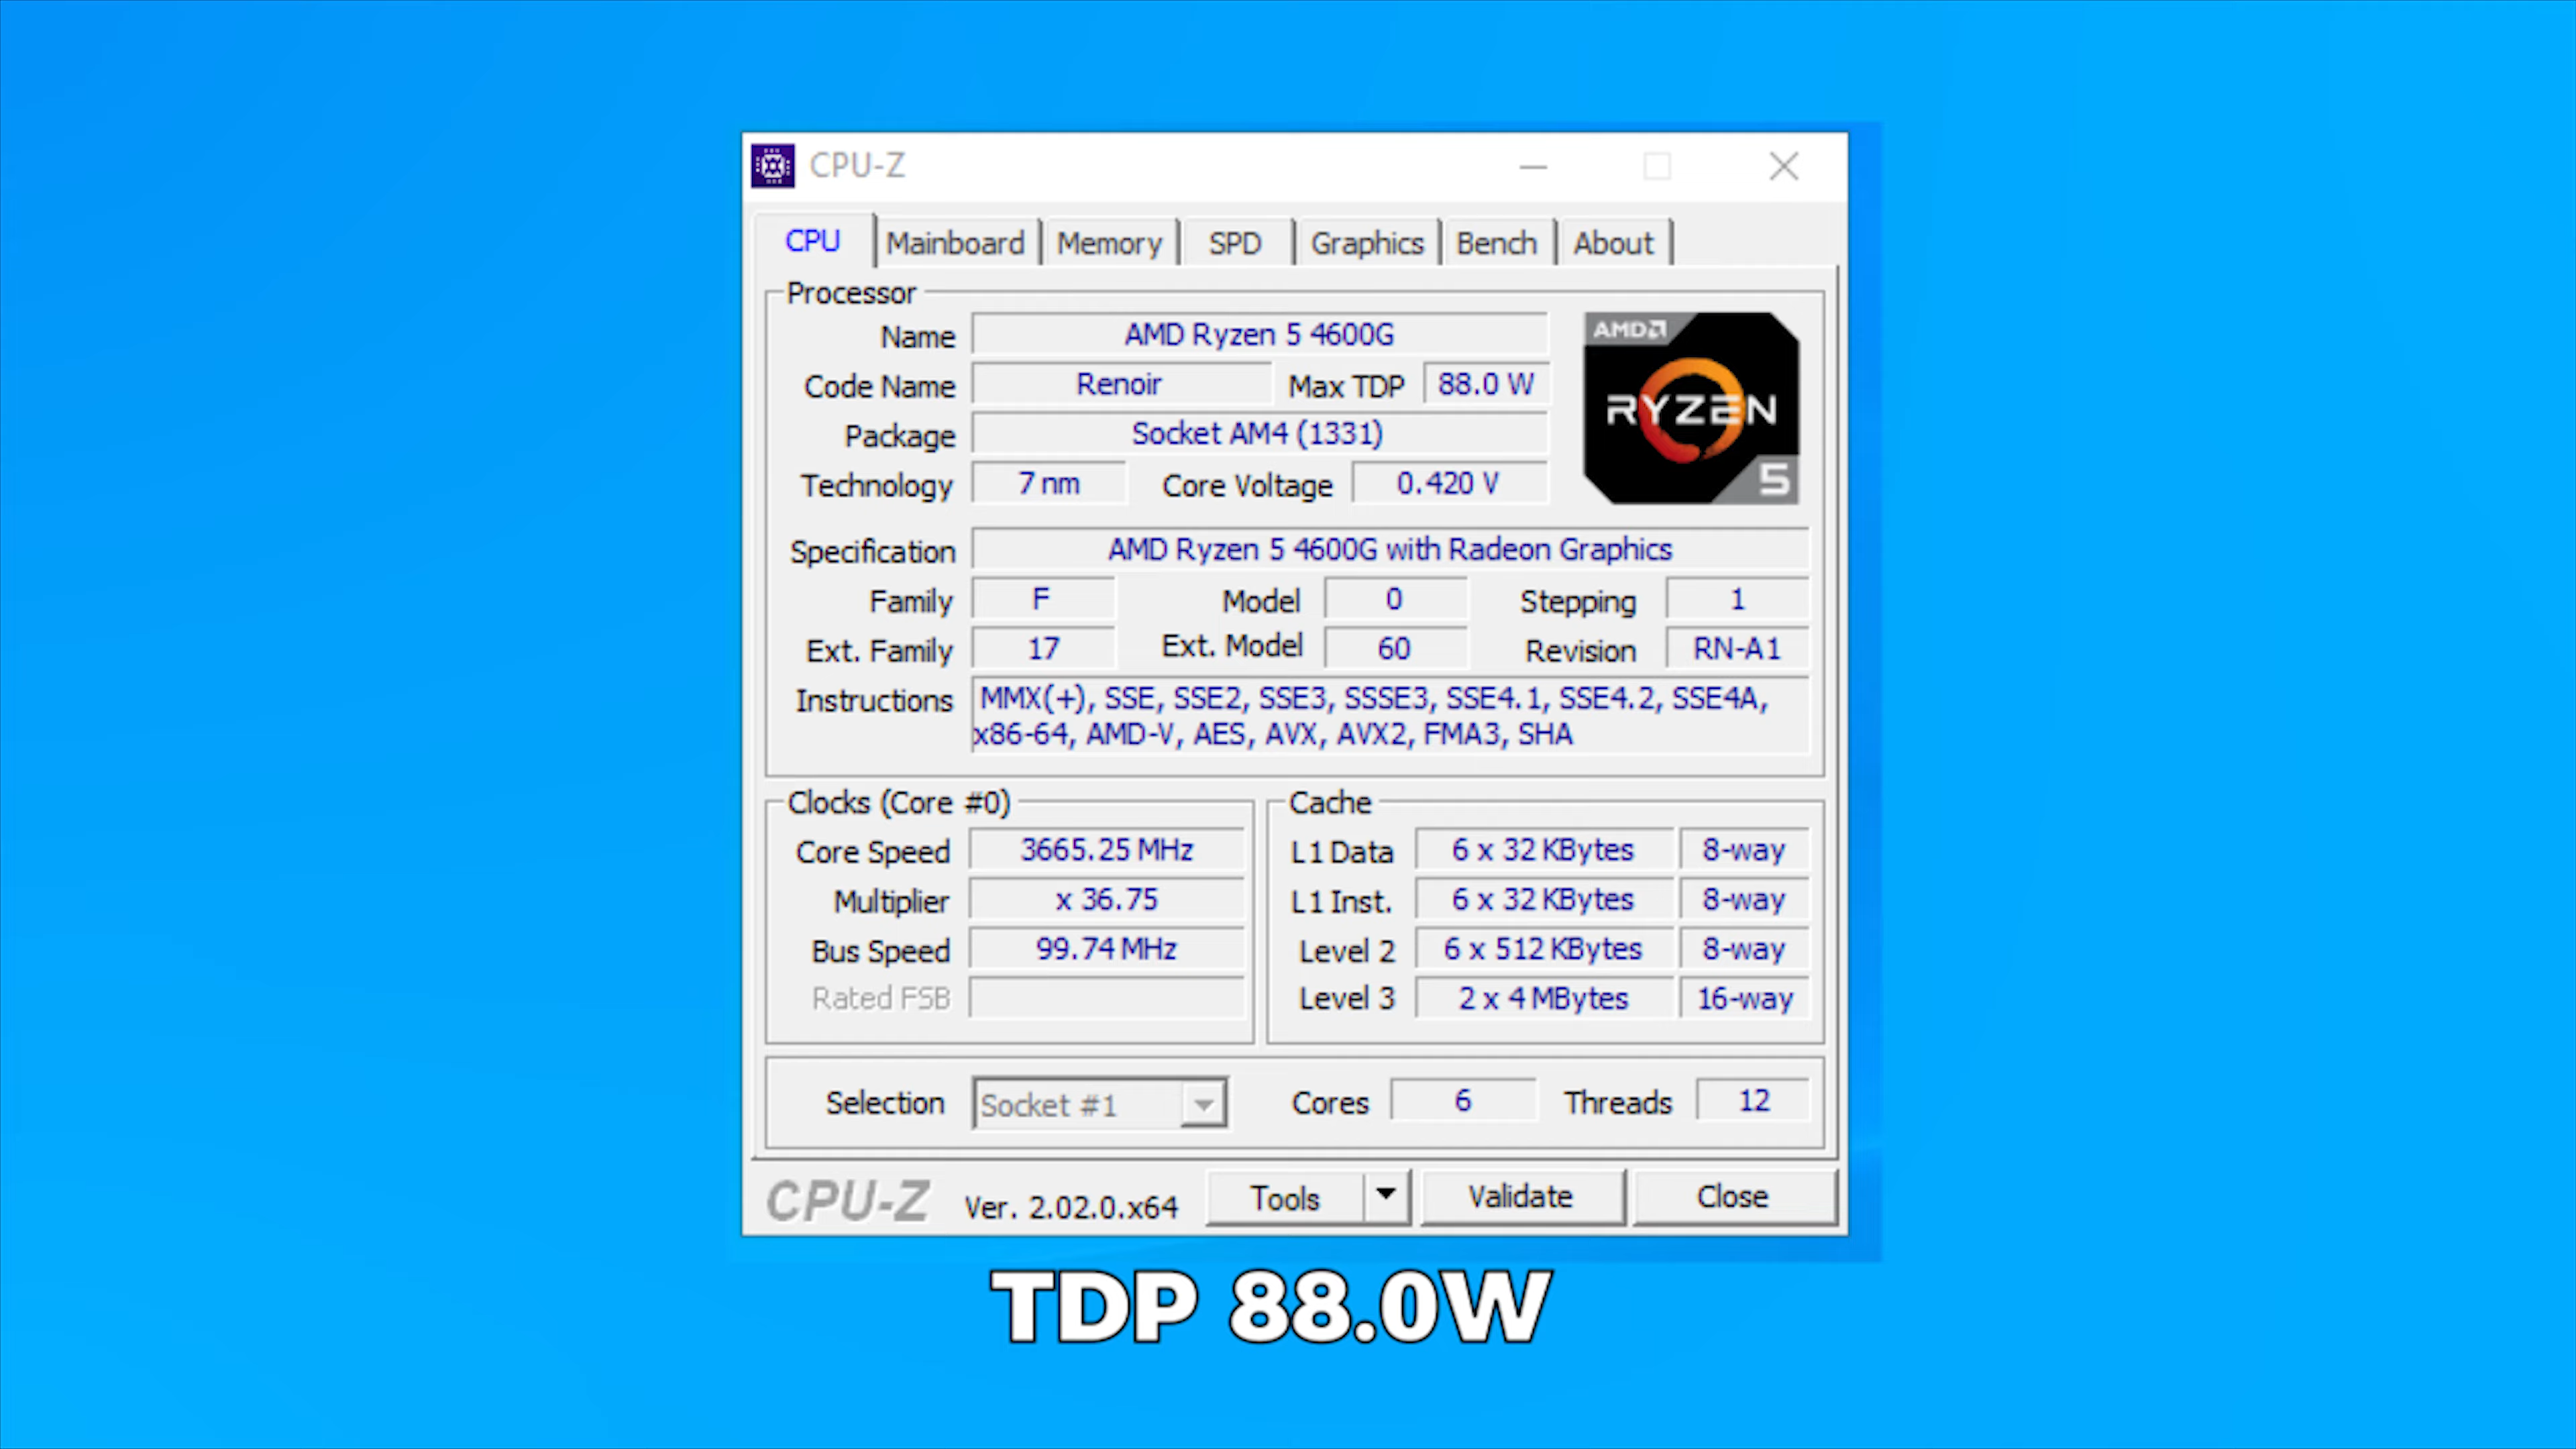 CPU-Z
CPU Mainboard Memory SPD Graphics Bench About
Processor
Name AMD Ryzen 5 4600G
Code Name Renoir Max TDP 88.0 W
Package Socket AM4 (1331)
Technology 7 nm Core Voltage 0.420 V
AMD
RYZEN
5
Specification AMD Ryzen 5 4600G with Radeon Graphics
Family F Model 0 Stepping 1
Ext. Family 17 Ext. Model 60 Revision RN-A1
Instructions MMX(+), SSE, SSE2, SSE3, SSSE3, SSE4.1, SSE4.2, SSE4A,
x86-64, AMD-V, AES, AVX, AVX2, FMA3, SHA
Clocks (Core #0)
Core Speed 3665.25 MHz
Multiplier x 36.75
Bus Speed 99.74 MHz
Rated FSB
Cache
L1 Data 6 x 32 KBytes 8-way
L1 Inst. 6 x 32 KBytes 8-way
Level 2 6 x 512 KBytes 8-way
Level 3 2 x 4 MBytes 16-way
Selection Socket #1 Cores 6 Threads 12
CPU-Z Ver. 2.02.0.x64 Tools Validate Close
TDP 88.0W